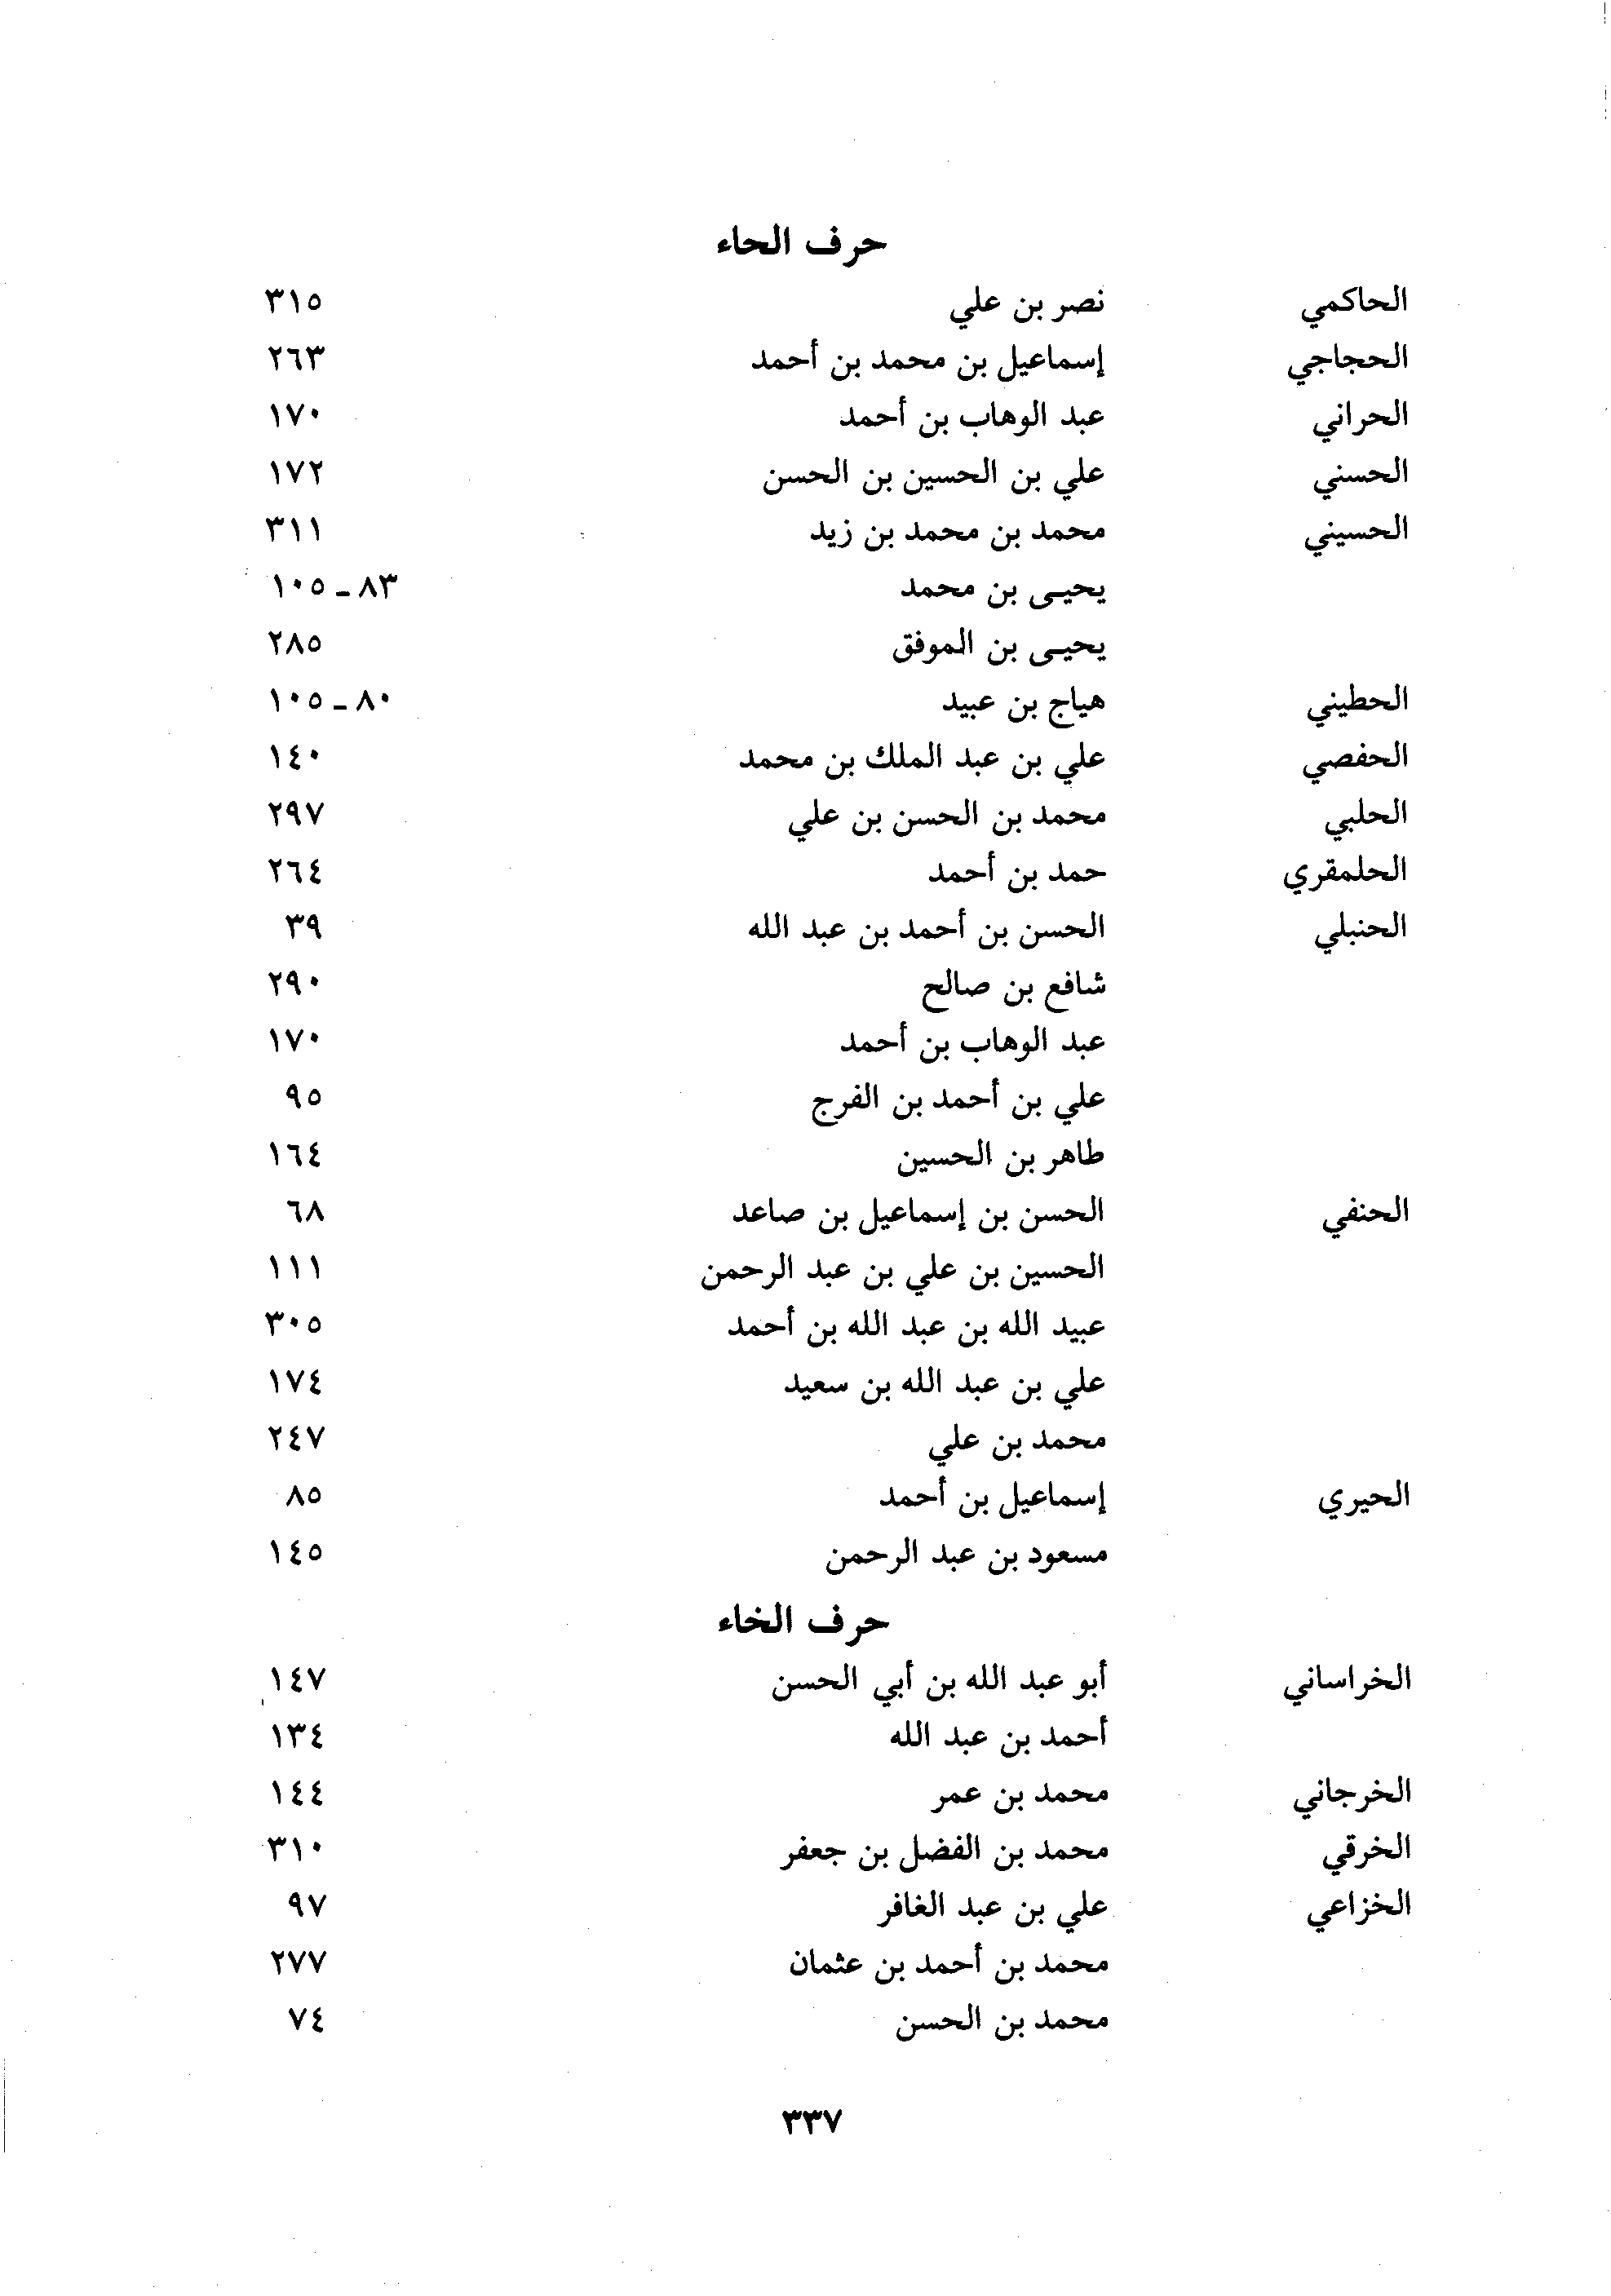 حرف الحاء
الحاكمي نصر بن علي ٣١٥
الحجاجي إسماعيل بن محمد بن أحمد ٢٦٣
الحراني عبد الوهاب بن أحمد ١٧٠
الحسني علي بن الحسين بن الحسن ١٧٢
الحسيني محمد بن محمد بن زيد ٣١١
يحيى بن محمد ٨٣ ـ ١٠٥
يحيى بن الموفق ٢٨٥
الحطيني هياج بن عبيد ٨٠ ـ ١٠٥
الحفصي علي بن عبد الملك بن محمد ١٤٠
الحلبي محمد بن الحسن بن علي ٢٩٧
الحلمقري حمد بن أحمد ٢٦٤
الحنبلي الحسن بن أحمد بن عبد الله ٣٩
شافع بن صالح ٢٩٠
عبد الوهاب بن أحمد ١٧٠
علي بن أحمد بن الفرج ٩٥
طاهر بن الحسين ١٦٤
الحنفي الحسن بن إسماعيل بن صاعد ٦٨
الحسين بن علي بن عبد الرحمن ١١١
عبيد الله بن عبد الله بن أحمد ٣٠٥
علي بن عبد الله بن سعيد ١٧٤
محمد بن علي ٢٤٧
الحيري إسماعيل بن أحمد ٨٥
مسعود بن عبد الرحمن ١٤٥
حرف الخاء
الخراساني أبو عبد الله بن أبي الحسن ١٤٧
أحمد بن عبد الله ١٣٤
الخرجاني محمد بن عمر ١٤٤
الخرقي محمد بن الفضل بن جعفر ٣١٠
الخزاعي علي بن عبد الغافر ٩٧
محمد بن أحمد بن عثمان ٢٧٧
محمد بن الحسن ٧٤
٣٣٧